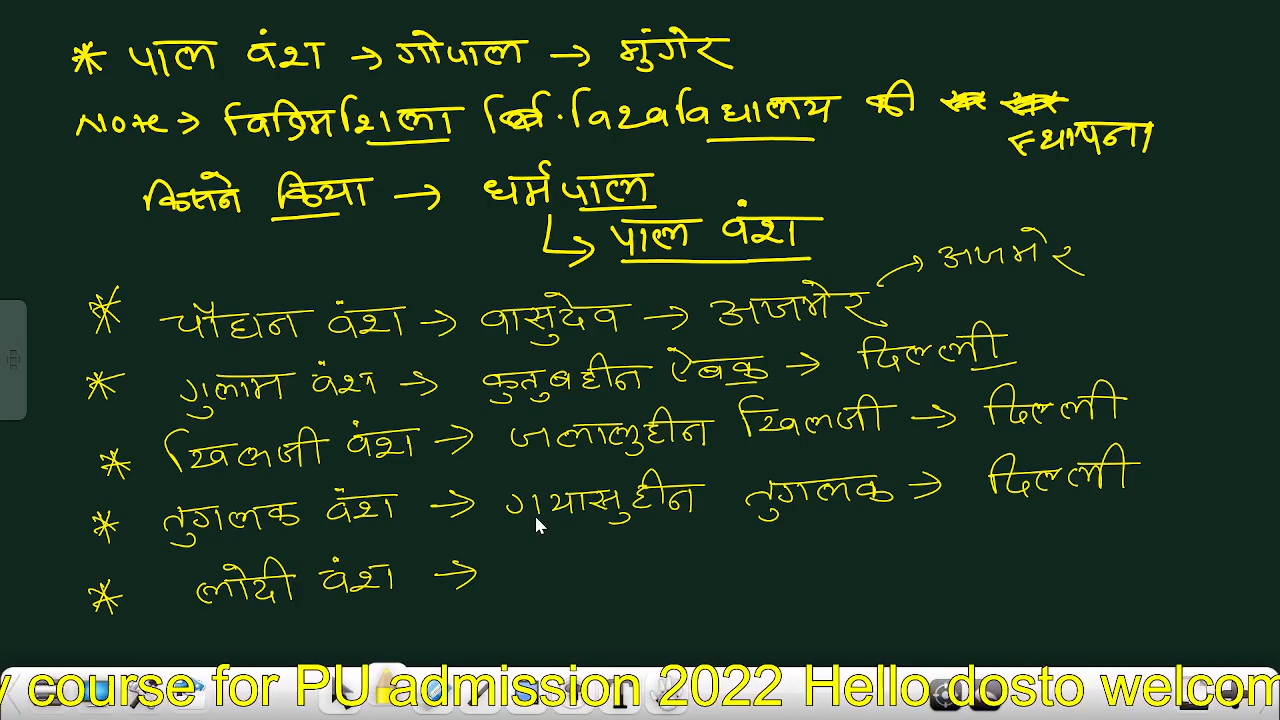 * पाल वंश → गोपाल → मुंगेर
Note → विक्रमशिला विश्वविद्यालय की स्थापना
किसने किया → धर्मपाल
↳ पाल वंश
* चौहान वंश → वासुदेव → अजमेर → अजमेर
* गुलाम वंश → कुतुबद्दीन ऐबक → दिल्ली
* खिलजी वंश → जलालुद्दीन खिलजी → दिल्ली
* तुगलक वंश → गयासुद्दीन तुगलक → दिल्ली
* लोदी वंश →
y course for PU admission 2022 Hello dosto welcom